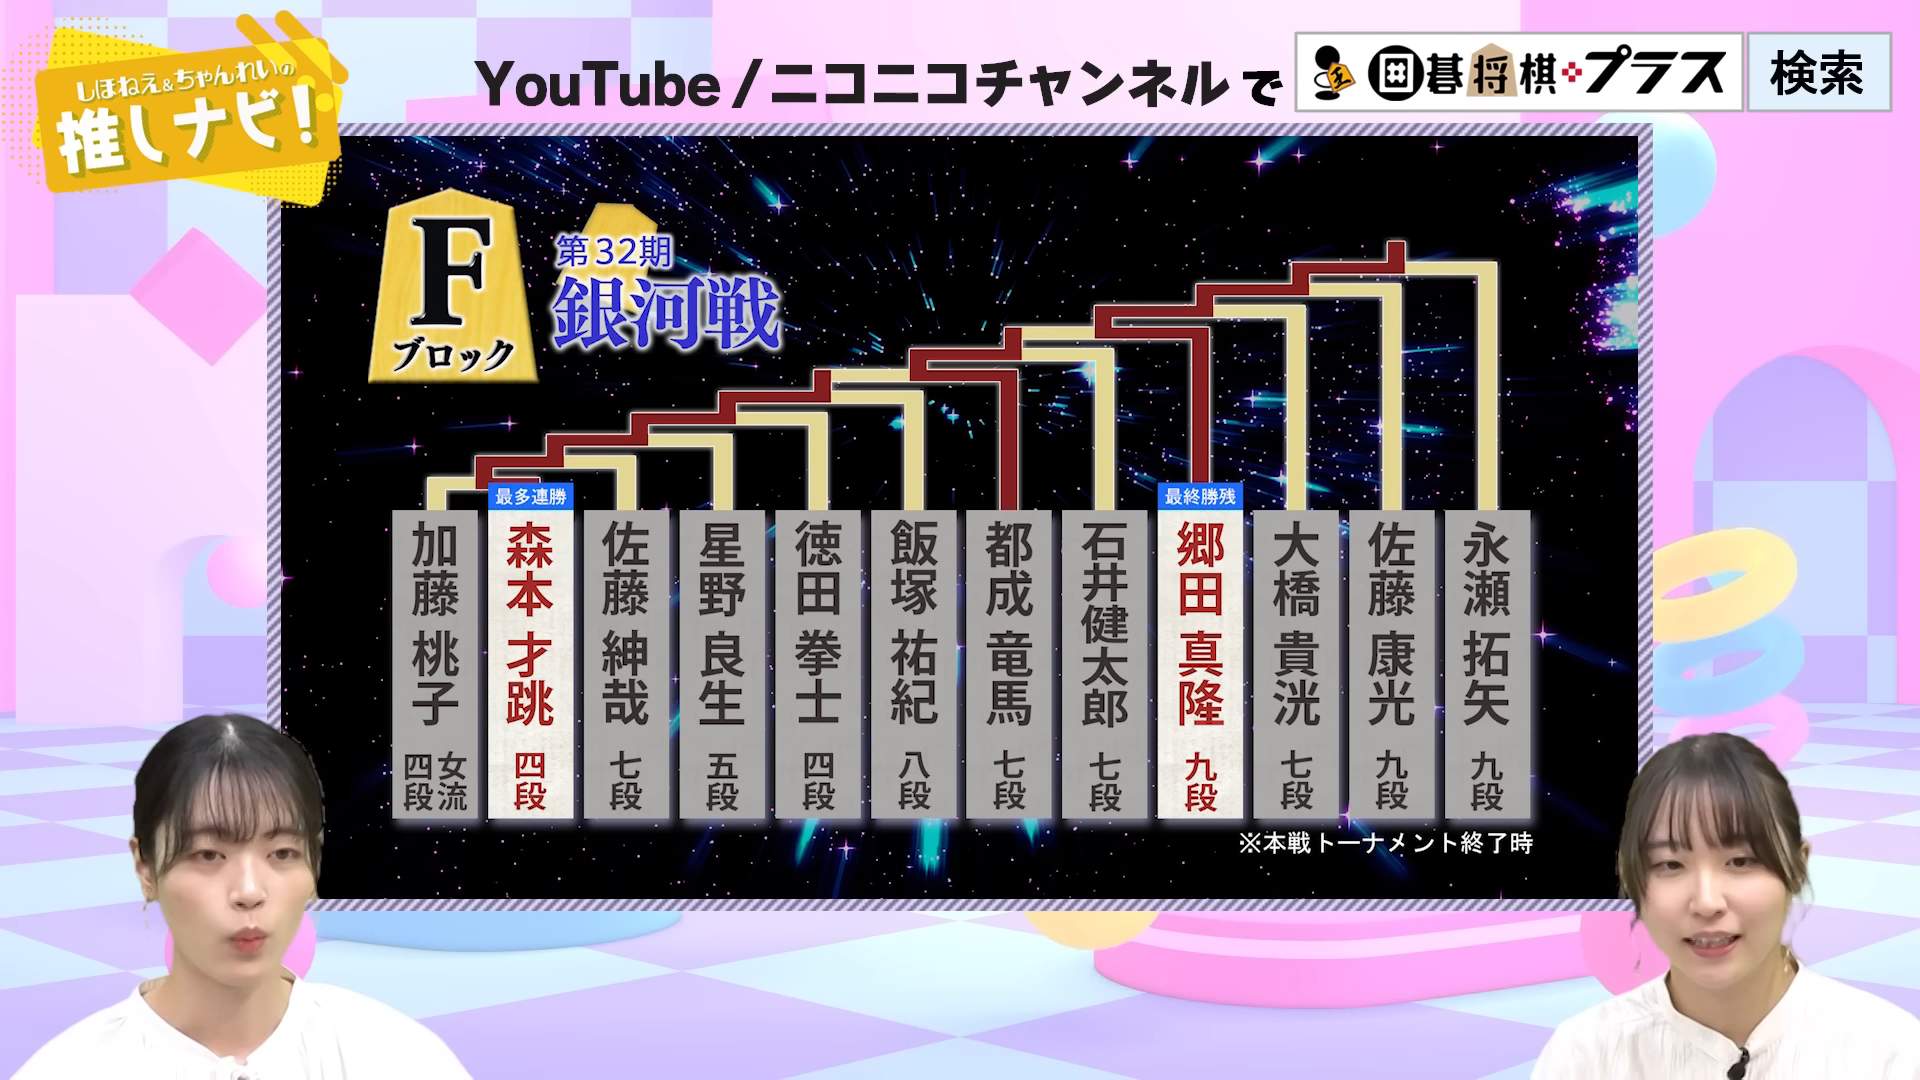 しほねえ&ちゃんれいの
推しナビ!
YouTube/ニコニコチャンネルで
囲碁将棋プラス
検索
F
ブロック
第32期
銀河戦
最多連勝
最終勝残
加藤 桃子 女流四段
森本 才跳 四段
佐藤 紳哉 七段
星野 良生 五段
徳田 拳士 四段
飯塚 祐紀 八段
都成 竜馬 七段
石井健太郎 七段
郷田 真隆 九段
大橋 貴洸 七段
佐藤 康光 九段
永瀬 拓矢 九段
※本戦トーナメント終了時